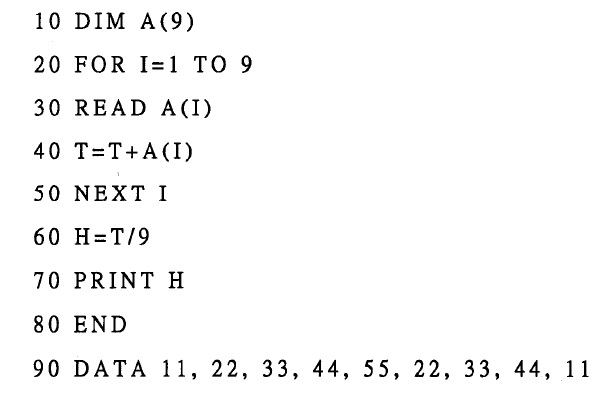 10 DIM A(9)
20 FOR I=1 TO 9
30 READ A(I)
40 T=T+A(I)
50 NEXT I
60 H=T/9
70 PRINT H
80 END
90 DATA 11, 22, 33, 44, 55, 22, 33, 44, 11